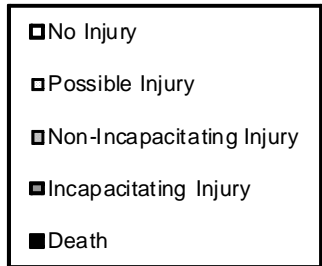 No Injury
Possible Injury
Non-Incapacitating Injury
Incapacitating Injury
Death